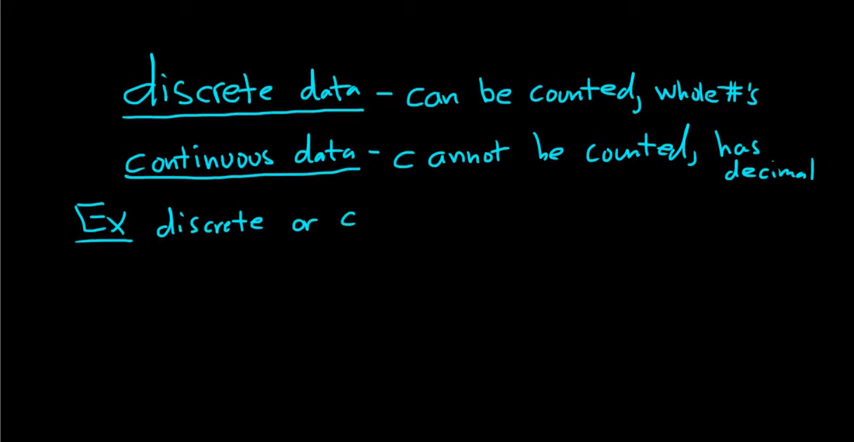 discrete data - can be counted, whole #'s
continuous data - cannot be counted, has
decimal
Ex discrete or c